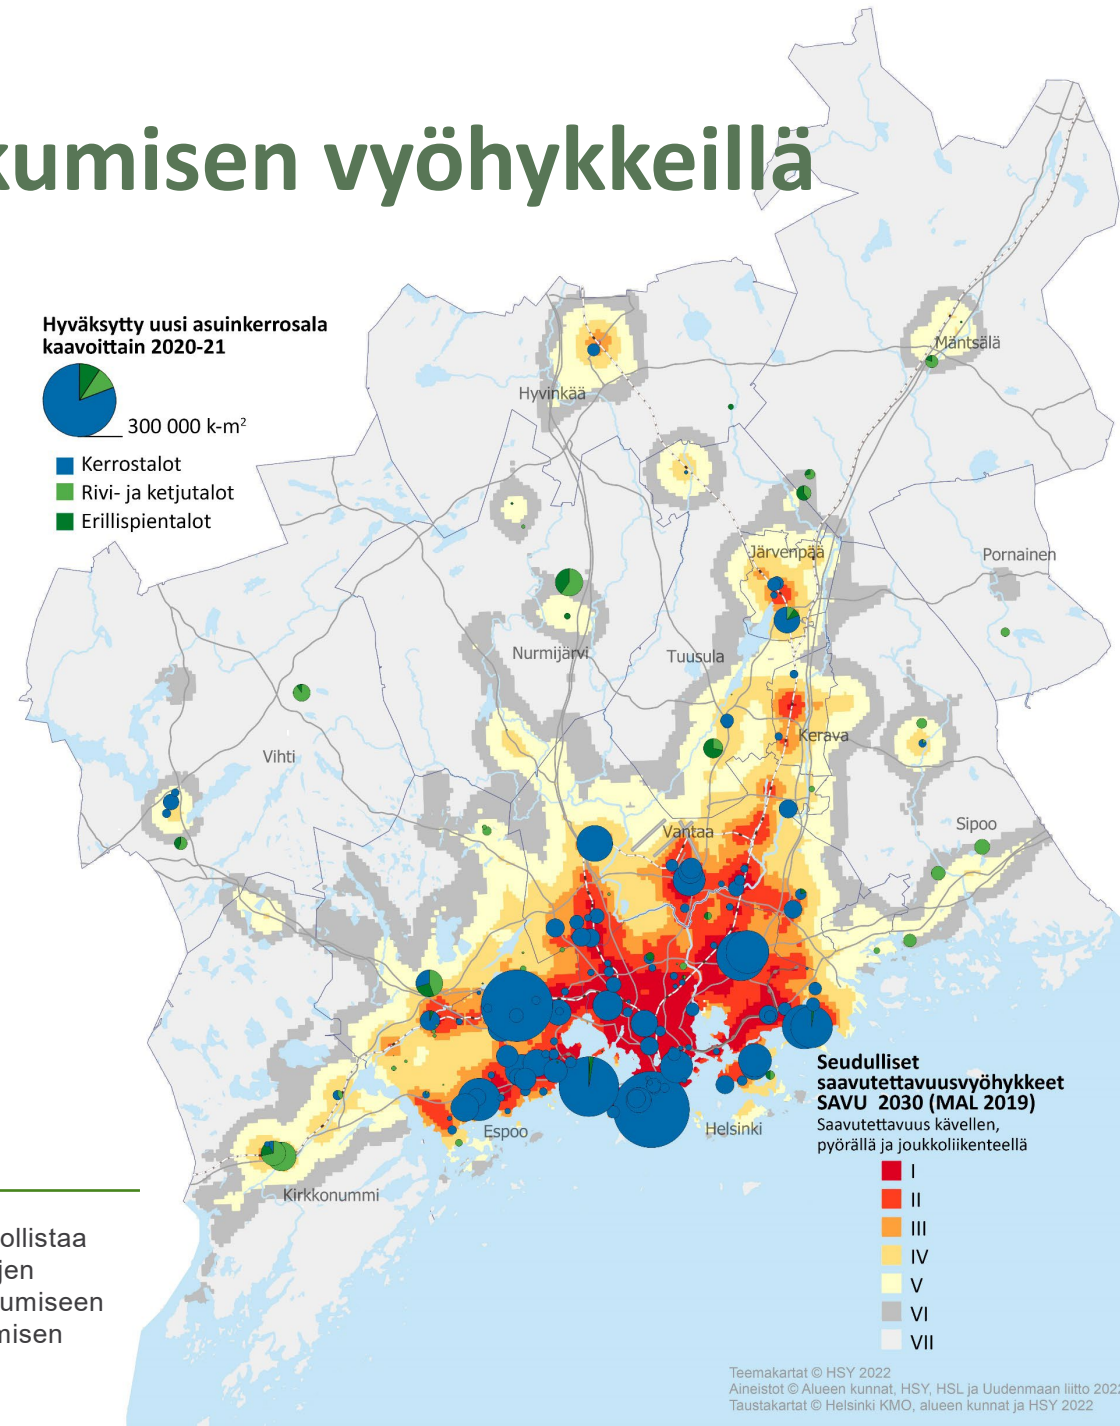 kumisen vyöhykkeillä
Hyväksytty uusi asuinkerrosala
kaavoittain 2020-21
300 000 k-m²
Kerrostalot
Rivi- ja ketjutalot
Erillispientalot
Mäntsälä
Hyvinkää
Järvenpää
Pornainen
Nurmijärvi
Tuusula
Kerava
Vihti
Vantaa
Sipoo
Espoo
Helsinki
Kirkkonummi
Seudulliset
saavutettavuusvyöhykkeet
SAVU 2030 (MAL 2019)
Saavutettavuus kävellen,
pyörällä ja joukkoliikenteellä
I
II
III
IV
V
VI
VII
ollistaa
jen
umiseen
misen
Teemakartat © HSY 2022
Aineistot © Alueen kunnat, HSY, HSL ja Uudenmaan liitto 2022
Taustakartat © Helsinki KMO, alueen kunnat ja HSY 2022